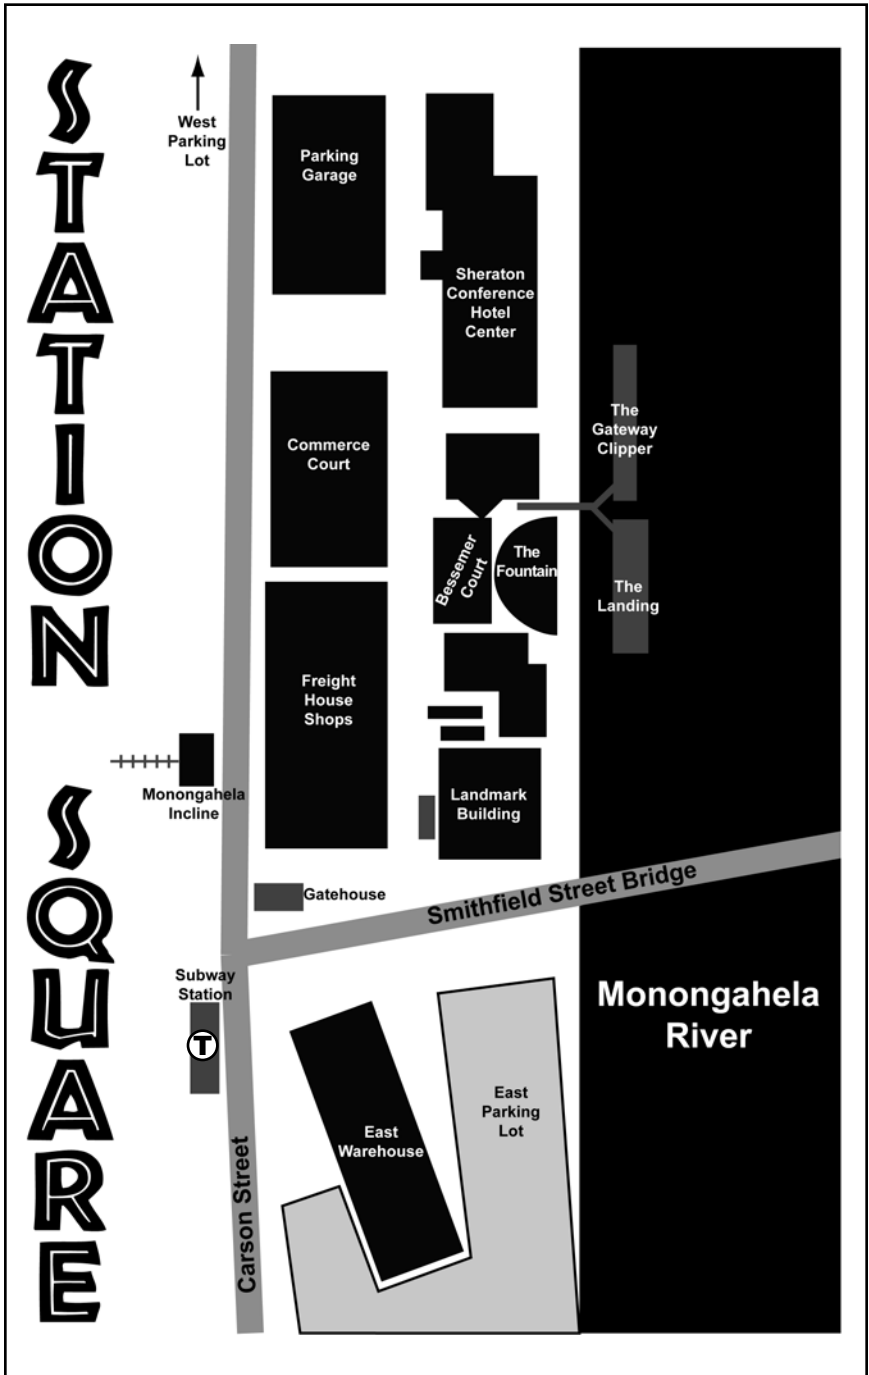 STATION
SQUARE
West
Parking
Lot
Parking
Garage
Sheraton
Conference
Hotel
Center
The
Gateway
Clipper
Commerce
Court
Bessemer
Court
The
Fountain
The
Landing
Freight
House
Shops
Monongahela
Incline
Landmark
Building
Gatehouse
Smithfield Street Bridge
Subway
Station
T
Monongahela
River
East
Parking
Lot
East
Warehouse
Carson Street